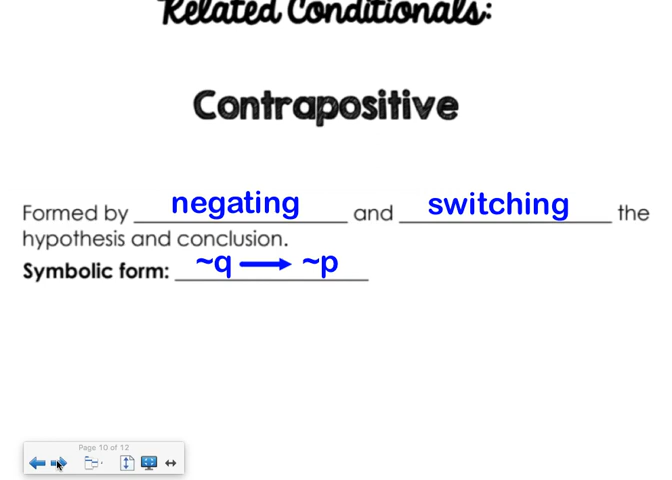 Related Conditionals:
Contrapositive
Formed by negating and switching the
hypothesis and conclusion.
Symbolic form: ~q → ~p
Page 10 of 12